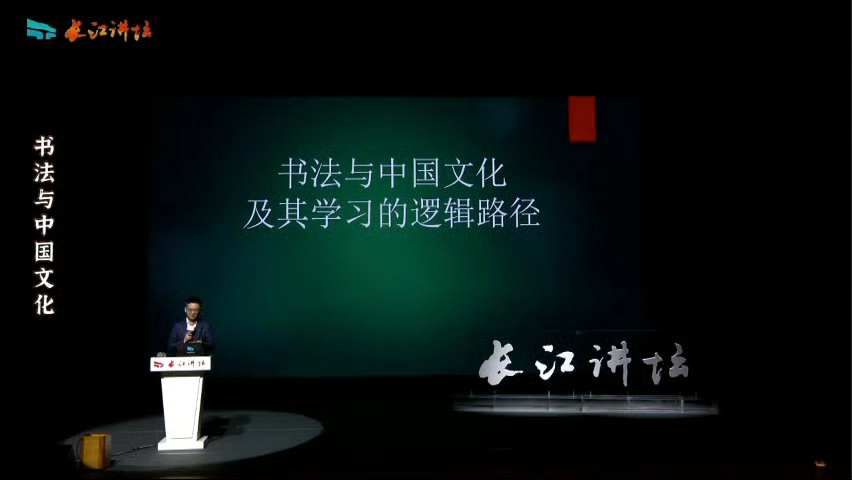 长江讲坛
书法与中国文化
书法与中国文化
及其学习的逻辑路径
长江讲坛
长江讲坛